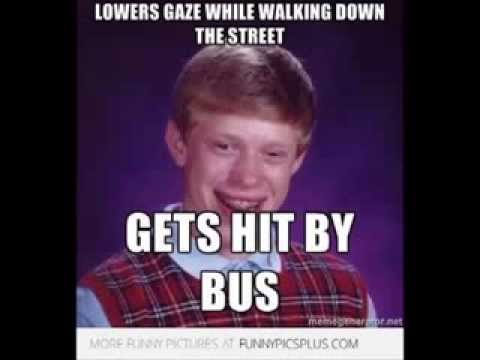 LOWERS GAZE WHILE WALKING DOWN
THE STREET
GETS HIT BY
BUS
memegenerator.net
MORE FUNNY PICTURES AT FUNNYPICSPLUS.COM